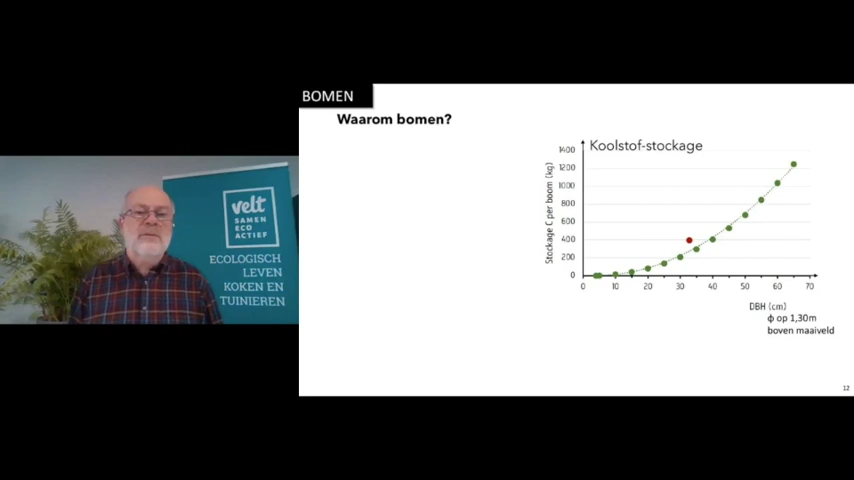 BOMEN
Waarom bomen?
velt
SAMEN
ECO
ACTIEF
ECOLOGISCH
LEVEN
KOKEN EN
TUINIEREN
Koolstof-stockage
Stockage C per boom (kg)
1400
1200
1000
800
600
400
200
0
0 10 20 30 40 50 60 70
DBH (cm)
ϕ op 1,30m
boven maaiveld
12